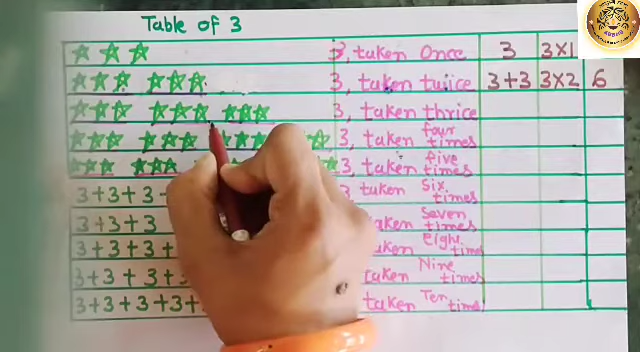 Table of 3
3, taken Once 3 3×1
3, taken twice 3+3 3×2 6
3, taken thrice
3, taken four times
3, taken five times
3+3+3+ 3 taken Six times
3+3+3 taken Seven times
3+3+3+ taken eight times
3+3+3+3 taken Nine times
3+3+3+3+ taken Ten time